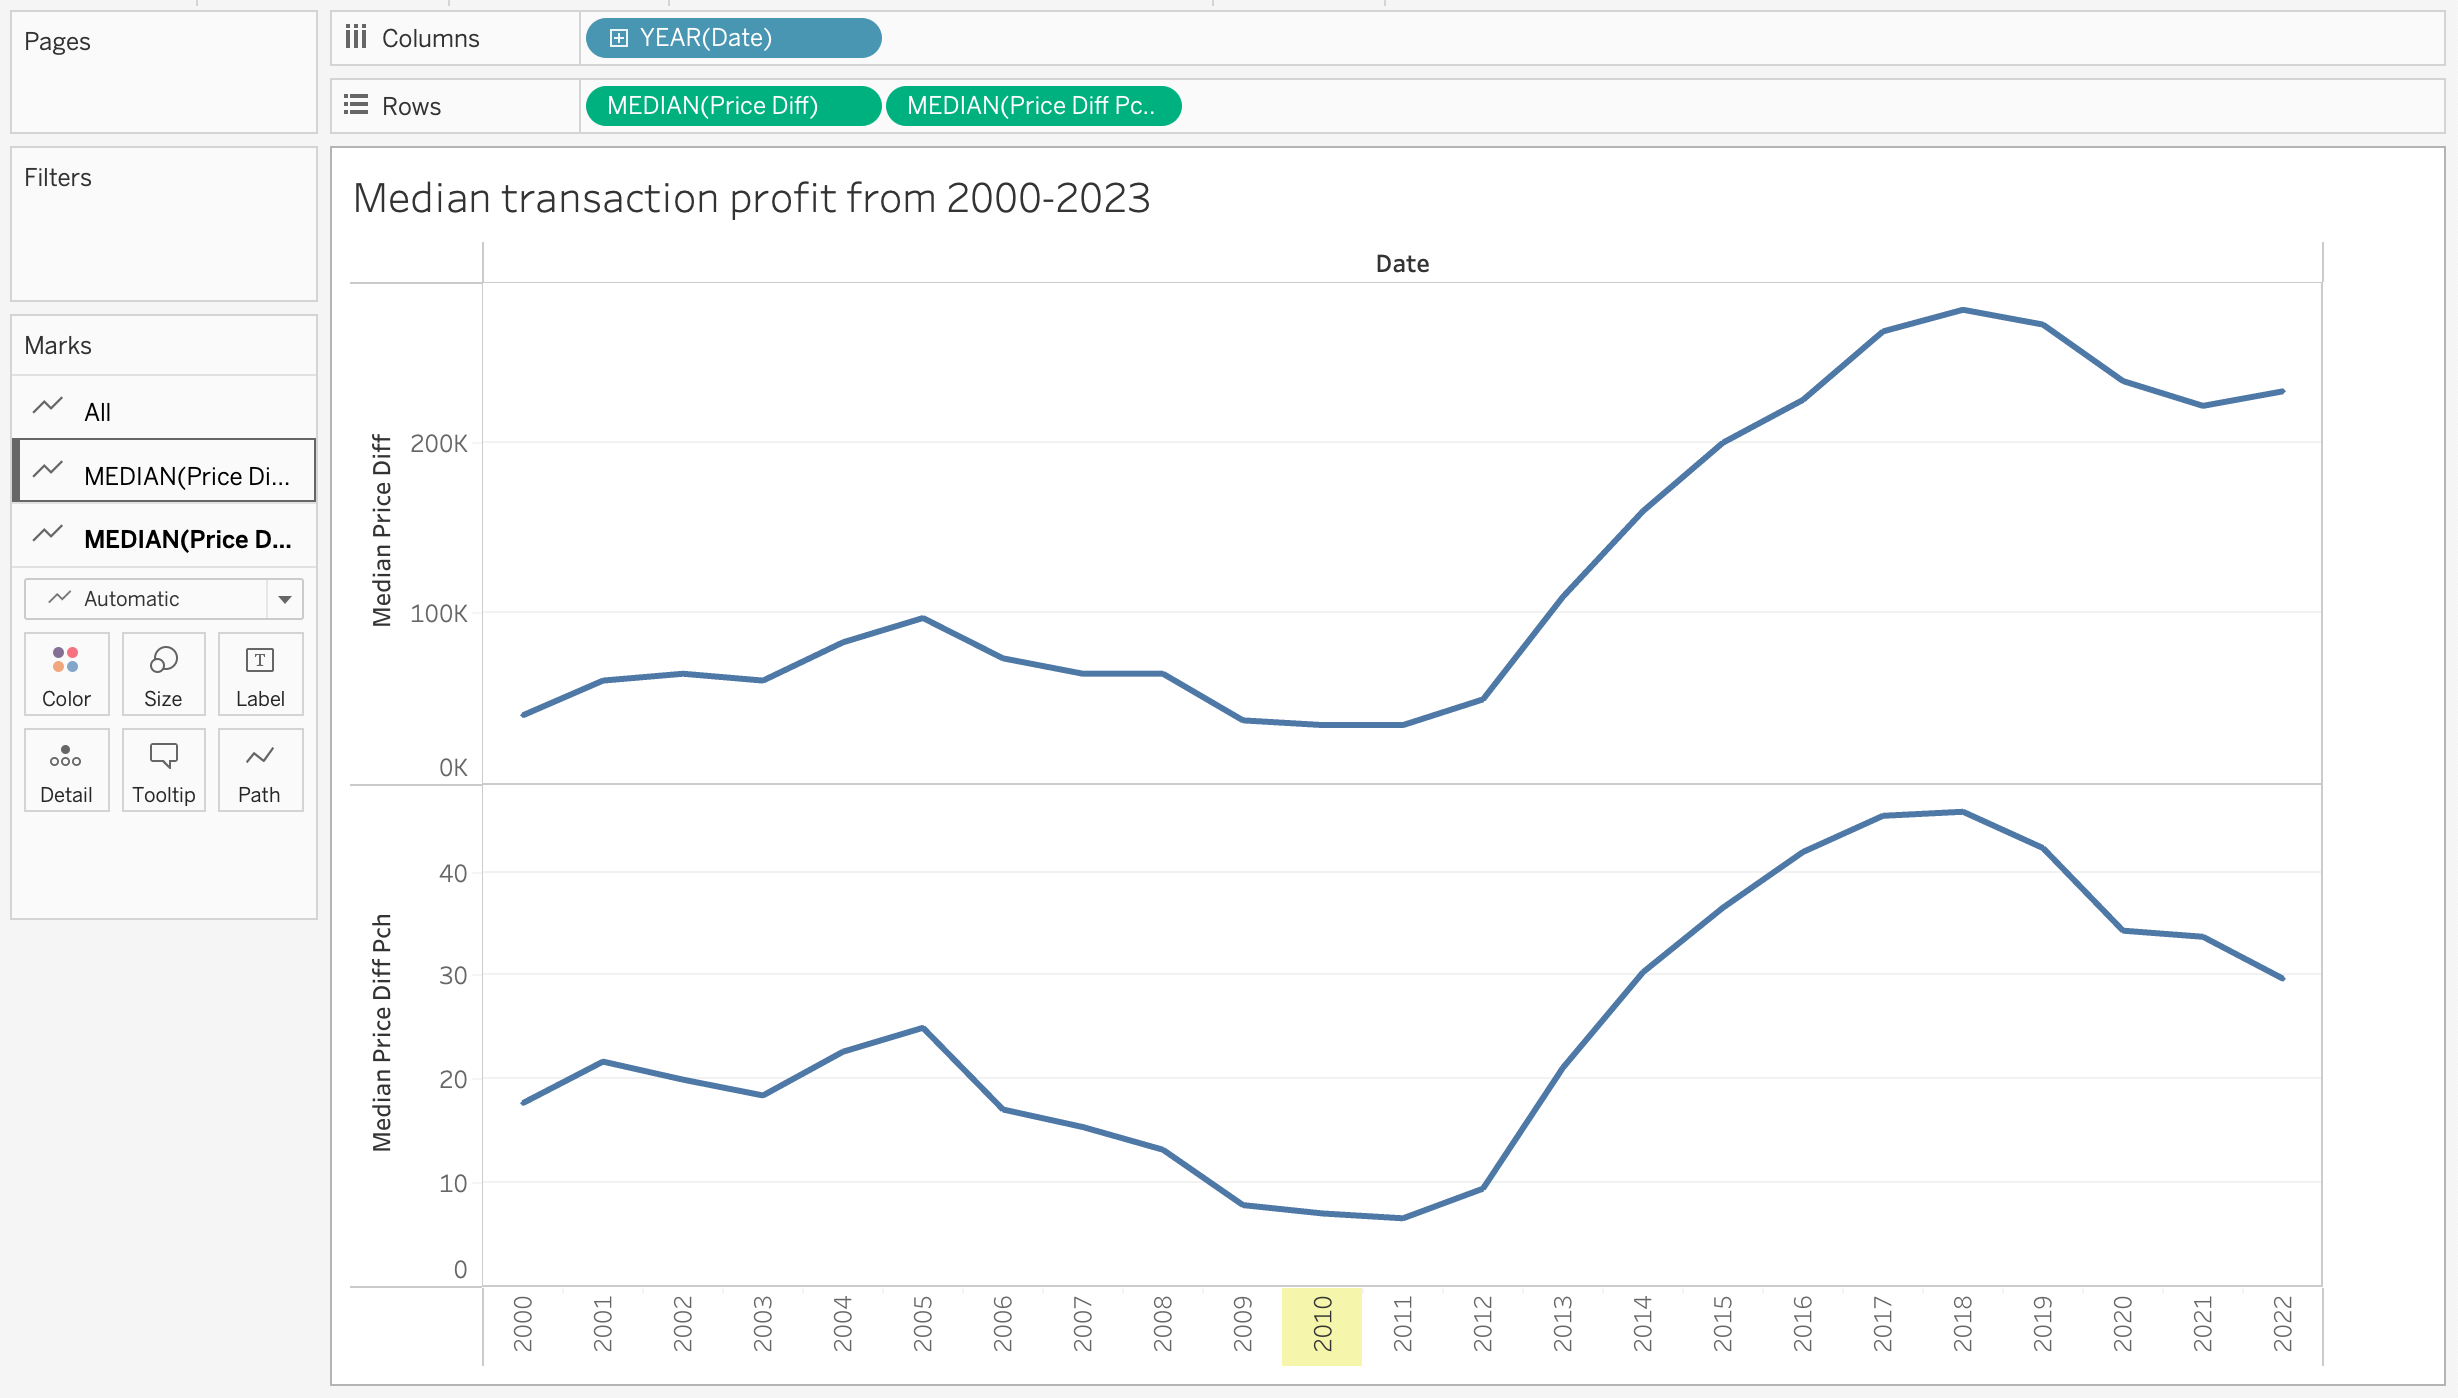 Pages
Columns
YEAR(Date)
Rows
MEDIAN(Price Diff)
MEDIAN(Price Diff Pc..
Filters
Marks
All
MEDIAN(Price Di...
MEDIAN(Price D...
Automatic
Color
Size
T
Label
Detail
Tooltip
Path
Median transaction profit from 2000-2023
Date
Median Price Diff
200K
100K
0K
Median Price Diff Pch
40
30
20
10
0
2000
2001
2002
2003
2004
2005
2006
2007
2008
2009
2010
2011
2012
2013
2014
2015
2016
2017
2018
2019
2020
2021
2022